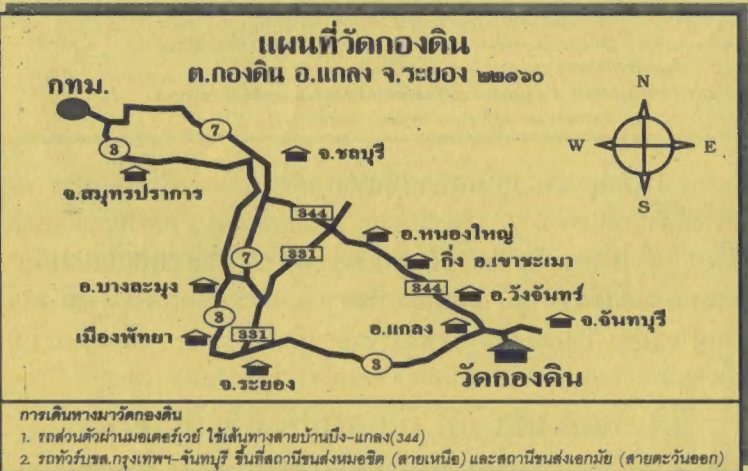 แผนที่วัดกองดิน
ต.กองดิน อ.แกลง จ.ระยอง ๒๒๑๖๐
กทม.
N
7
3
จ.ชลบุรี
W
E
จ.สมุทรปราการ
S
344
อ.หนองใหญ่
331
กิ่ง อ.เขาชะเมา
7
344
อ.วังจันทร์
อ.บางละมุง
3
อ.แกลง
จ.จันทบุรี
เมืองพัทยา
331
3
วัดกองดิน
จ.ระยอง
การเดินทางมาวัดกองดิน
1. รถส่วนตัวผ่านมอเตอร์เวย์ ใช้เส้นทางสายบ้านบึง-แกลง(344)
2. รถทัวร์บขส.กรุงเทพฯ-จันทบุรี ขึ้นที่สถานีขนส่งหมอชิต (สายเหนือ) และสถานีขนส่งเอกมัย (สายตะวันออก)